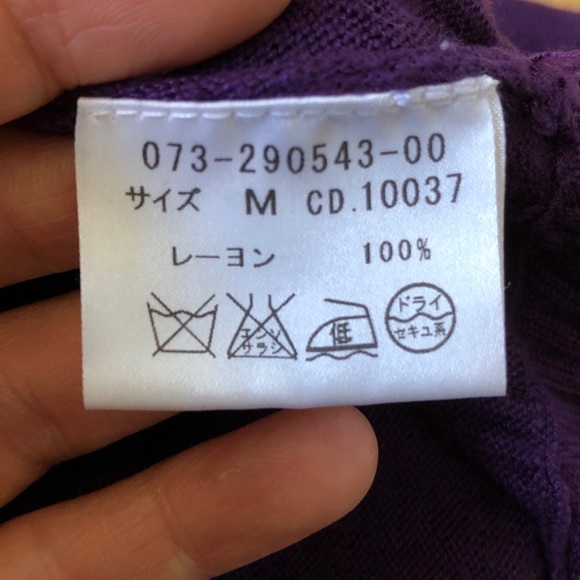 073-290543-00
サイズ M CD.10037
レーヨン 100%
エンソ
サラシ
低
ドライ
セキユ系